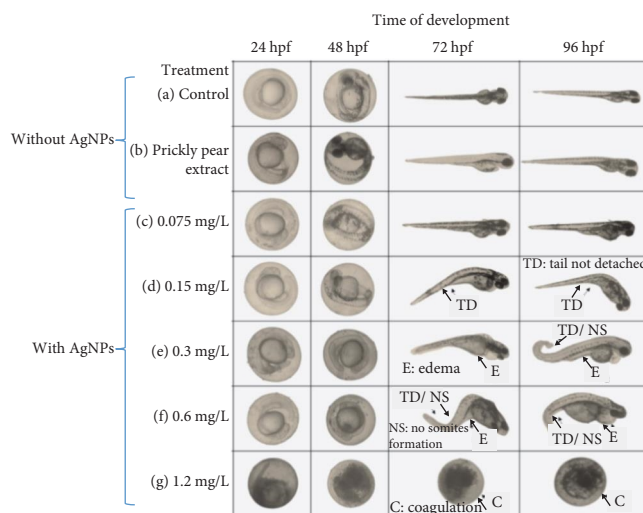 Time of development
24 hpf 48 hpf 72 hpf 96 hpf
Treatment
(a) Control
Without AgNPs
(b) Prickly pear
extract
(c) 0.075 mg/L
TD: tail not detached
(d) 0.15 mg/L
TD
TD
With AgNPs
(e) 0.3 mg/L
TD/ NS
E: edema
E
E
(f) 0.6 mg/L
TD/ NS
NS: no somites
formation
E
TD/ NS
E
(g) 1.2 mg/L
C: coagulation
C
C